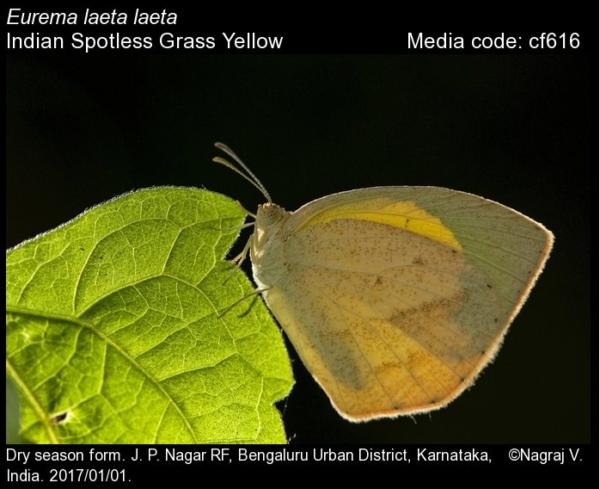 Eurema laeta laeta
Indian Spotless Grass Yellow Media code: cf616
Dry season form. J. P. Nagar RF, Bengaluru Urban District, Karnataka, ©Nagraj V.
India. 2017/01/01.